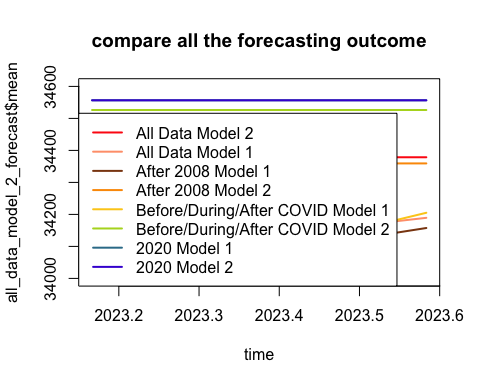 compare all the forecasting outcome
all_data_model_2_forecast$mean
34600
34400
34200
34000
All Data Model 2
All Data Model 1
After 2008 Model 1
After 2008 Model 2
Before/During/After COVID Model 1
Before/During/After COVID Model 2
2020 Model 1
2020 Model 2
2023.2 2023.3 2023.4 2023.5 2023.6
time